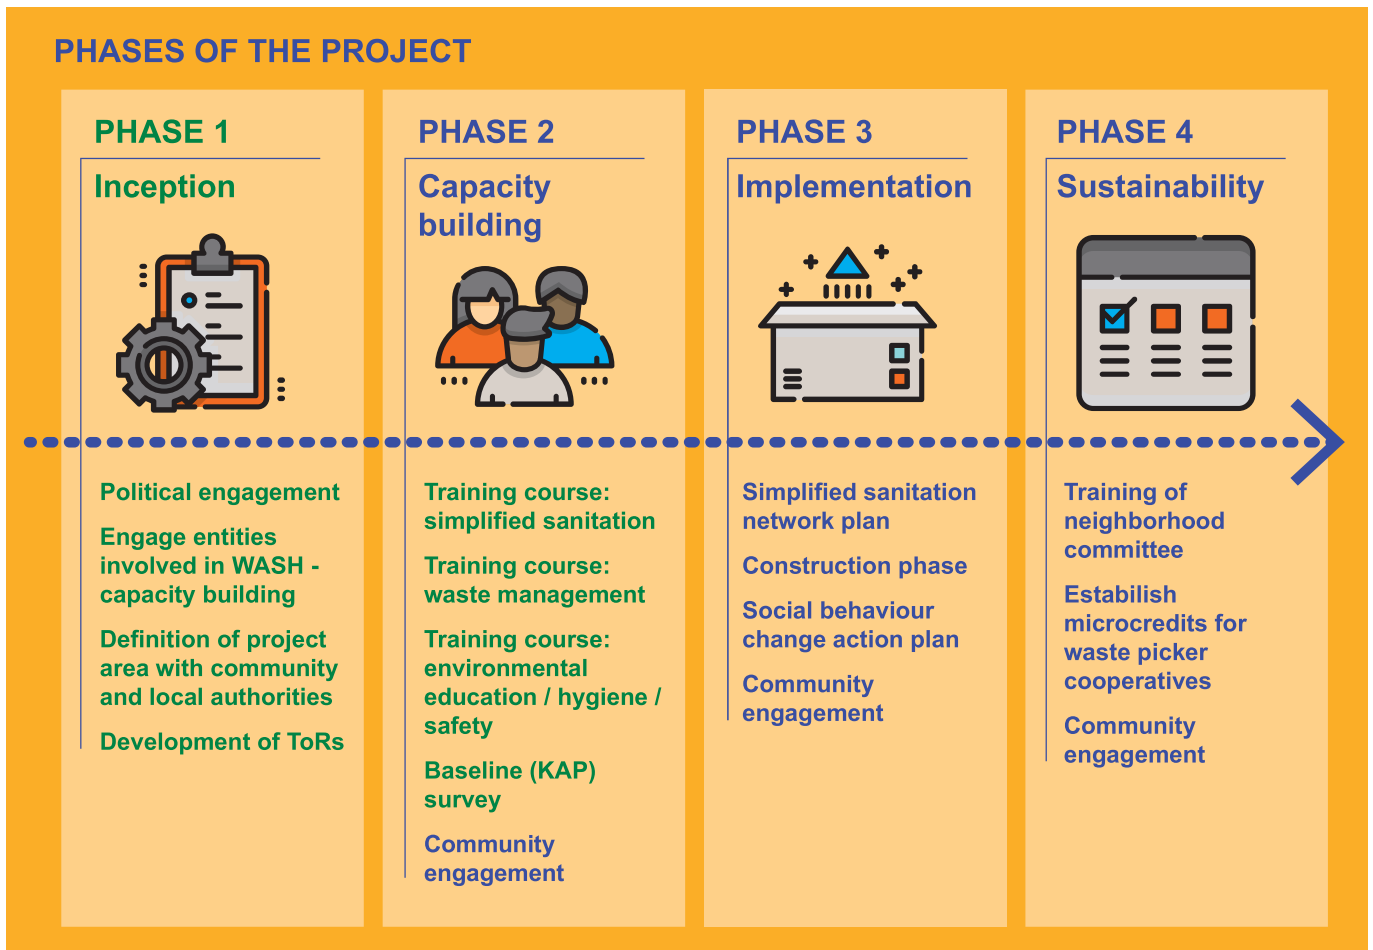 PHASES OF THE PROJECT
PHASE 1
Inception
Political engagement
Engage entities
involved in WASH -
capacity building
Definition of project
area with community
and local authorities
Development of ToRs
PHASE 2
Capacity
building
Training course:
simplified sanitation
Training course:
waste management
Training course:
environmental
education / hygiene /
safety
Baseline (KAP)
survey
Community
engagement
PHASE 3
Implementation
Simplified sanitation
network plan
Construction phase
Social behaviour
change action plan
Community
engagement
PHASE 4
Sustainability
Training of
neighborhood
committee
Estabilish
microcredits for
waste picker
cooperatives
Community
engagement